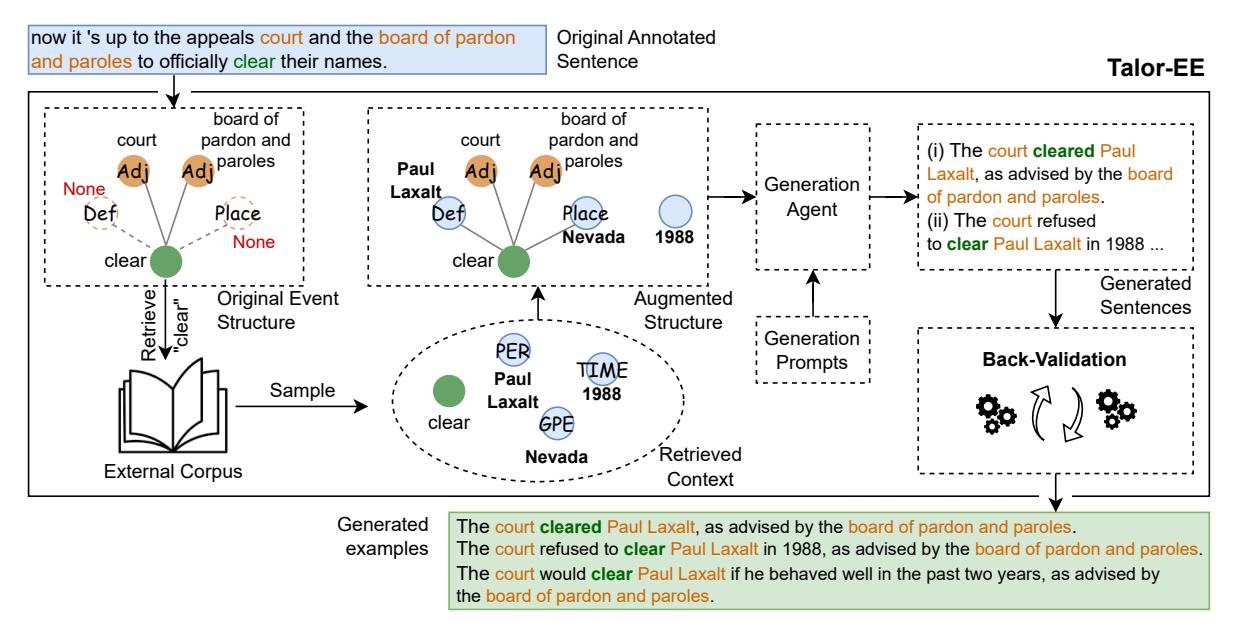 now it 's up to the appeals court and the board of pardon
and paroles to officially clear their names.
Original Annotated
Sentence
Talor-EE
court
board of
pardon and
paroles
Adj
Adj
None
Def
Place
None
clear
Original Event
Structure
Retrieve
"clear"
External Corpus
Sample
court
board of
pardon and
paroles
Paul
Laxalt
Adj
Adj
Def
Place
Nevada
1988
clear
Augmented
Structure
PER
Paul
Laxalt
TIME
1988
clear
GPE
Nevada
Retrieved
Context
Generation
Agent
Generation
Prompts
(i) The court cleared Paul
Laxalt, as advised by the board
of pardon and paroles.
(ii) The court refused
to clear Paul Laxalt in 1988 ...
Generated
Sentences
Back-Validation
Generated
examples
The court cleared Paul Laxalt, as advised by the board of pardon and paroles.
The court refused to clear Paul Laxalt in 1988, as advised by the board of pardon and paroles.
The court would clear Paul Laxalt if he behaved well in the past two years, as advised by
the board of pardon and paroles.